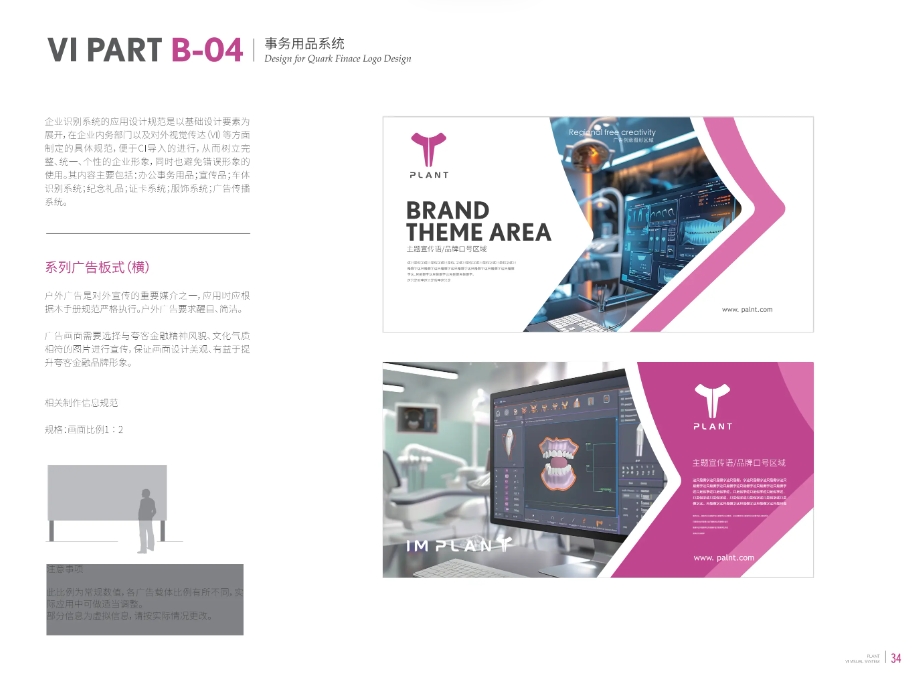 VI PART B-04
事务用品系统
Design for Quark Finace Logo Design
企业识别系统的应用设计规范是以基础设计要素为
展开,在企业内务部门以及对外视觉传达(VI)等方面
制定的具体规范,便于CI导入的进行,从而树立完
整、统一、个性的企业形象,同时也避免错误形象的
使用。其内容主要包括:办公事务用品;宣传品;车体
识别系统;纪念礼品;证卡系统;服饰系统;广告传播
系统。
系列广告板式(横)
户外广告是对外宣传的重要媒介之一,应用时应根
据本手册规范严格执行。户外广告要求醒目、简洁。
广告画面需要选择与夸客金融精神风貌、文化气质
相符的图片进行宣传,保证画面设计美观、有益于提
升夸客金融品牌形象。
相关制作信息规范
规格:画面比例1:2
注意事项
此比例为常规数值,各广告载体比例有所不同,实
际应用中可做适当调整。
部分信息为虚拟信息,请按实际情况更改。
PLANT
Regional tree creativity
广告创意图形区域
BRAND
THEME AREA
主题宣传语/品牌口号区域
www. palnt.com
PLANT
主题宣传语/品牌口号区域
www. palnt.com
IMPLANT
PLANT
VI VISUAL SYSTEM
34